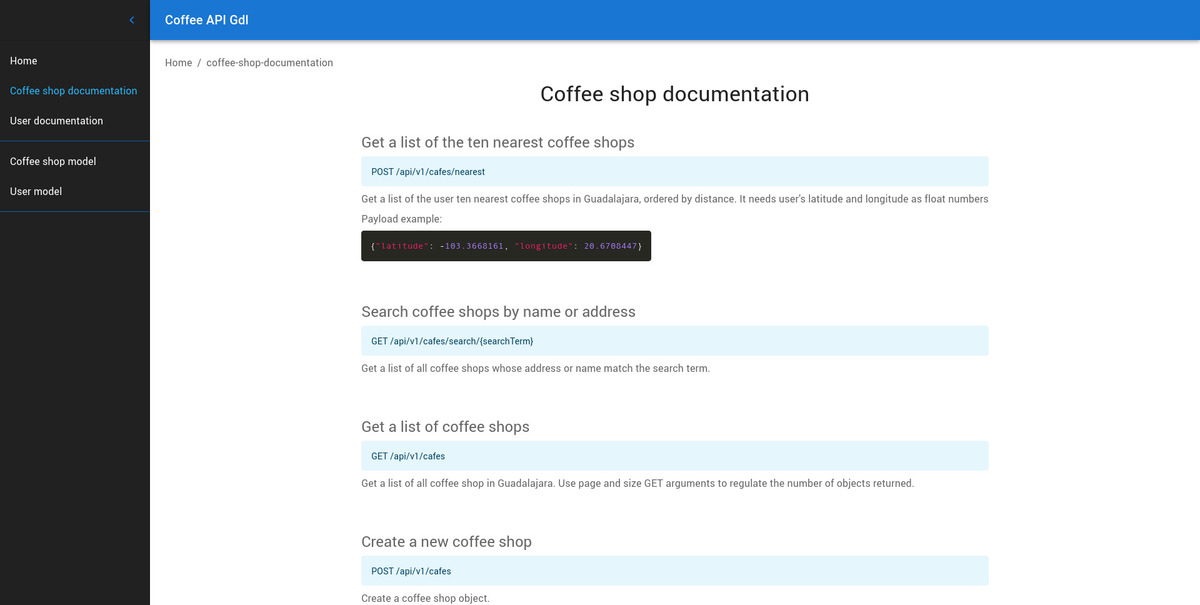 Coffee API Gdl
Home
Coffee shop documentation
User documentation
Coffee shop model
User model
Home / coffee-shop-documentation
Coffee shop documentation
Get a list of the ten nearest coffee shops
POST /api/v1/cafes/nearest
Get a list of the user ten nearest coffee shops in Guadalajara, ordered by distance. It needs user's latitude and longitude as float numbers
Payload example:
{"latitude": -103.3668161, "longitude": 20.6708447}
Search coffee shops by name or address
GET /api/v1/cafes/search/{searchTerm}
Get a list of all coffee shops whose address or name match the search term.
Get a list of coffee shops
GET /api/v1/cafes
Get a list of all coffee shop in Guadalajara. Use page and size GET arguments to regulate the number of objects returned.
Create a new coffee shop
POST /api/v1/cafes
Create a coffee shop object.